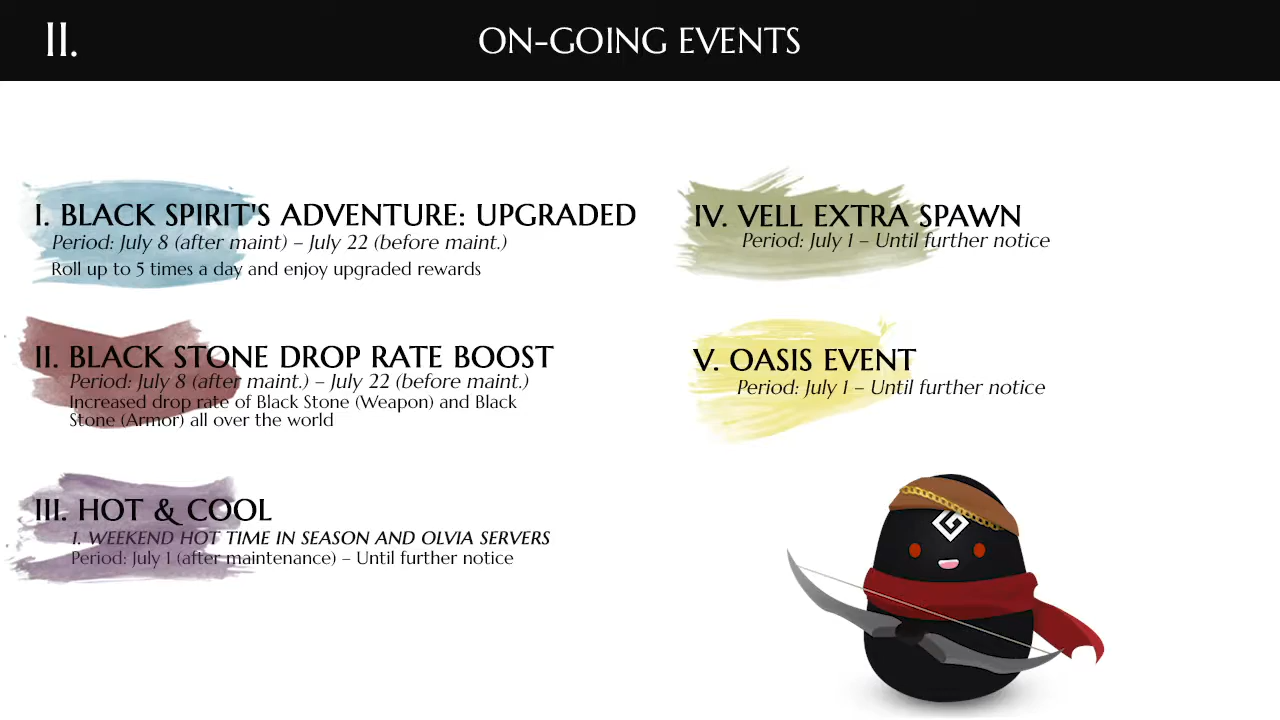 II.
ON-GOING EVENTS
I. BLACK SPIRIT'S ADVENTURE: UPGRADED
Period: July 8 (after maint) – July 22 (before maint.)
Roll up to 5 times a day and enjoy upgraded rewards
II. BLACK STONE DROP RATE BOOST
Period: July 8 (after maint.) – July 22 (before maint.)
Increased drop rate of Black Stone (Weapon) and Black
Stone (Armor) all over the world
III. HOT & COOL
1. WEEKEND HOT TIME IN SEASON AND OLVIA SERVERS
Period: July 1 (after maintenance) – Until further notice
IV. VELL EXTRA SPAWN
Period: July 1 – Until further notice
V. OASIS EVENT
Period: July 1 – Until further notice